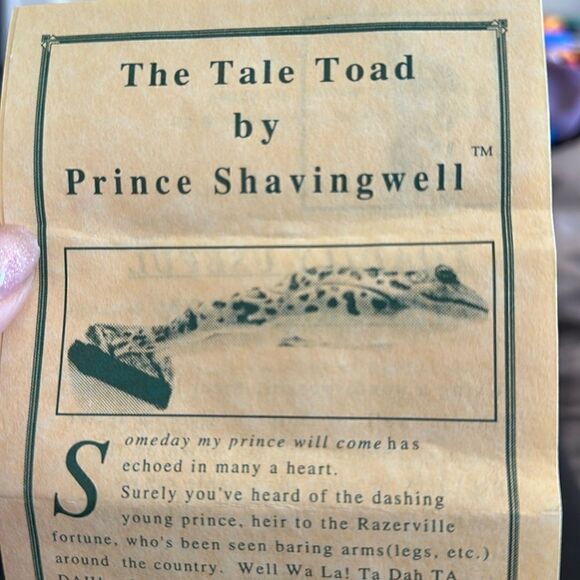 The Tale Toad
by
Prince Shavingwell™
Someday my prince will come has
echoed in many a heart.
Surely you've heard of the dashing
young prince, heir to the Razerville
fortune, who's been seen baring arms(legs, etc.)
around the country. Well Wa La! Ta Dah TA